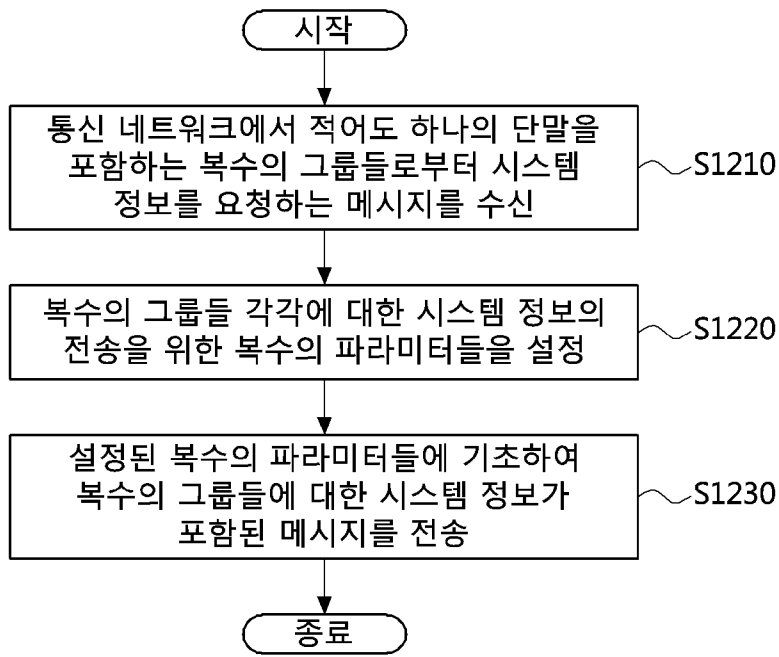 시작
통신 네트워크에서 적어도 하나의 단말을
포함하는 복수의 그룹들로부터 시스템
정보를 요청하는 메시지를 수신
S1210
복수의 그룹들 각각에 대한 시스템 정보의
전송을 위한 복수의 파라미터들을 설정
S1220
설정된 복수의 파라미터들에 기초하여
복수의 그룹들에 대한 시스템 정보가
포함된 메시지를 전송
S1230
종료